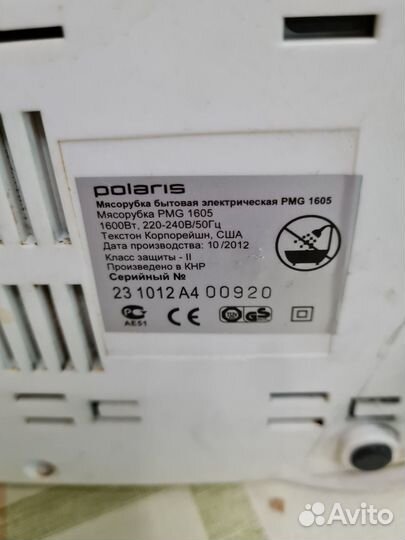 polaris
Мясорубка бытовая электрическая PMG 1605
Мясорубка PMG 1605
1600Вт, 220-240В/50Гц
Текстон Корпорейшн, США
Дата производства: 10/2012
Класс защиты - II
Произведено в КНР
Серийный №
23 1012 A4 00920
АЕ51
CE
GS
Avito